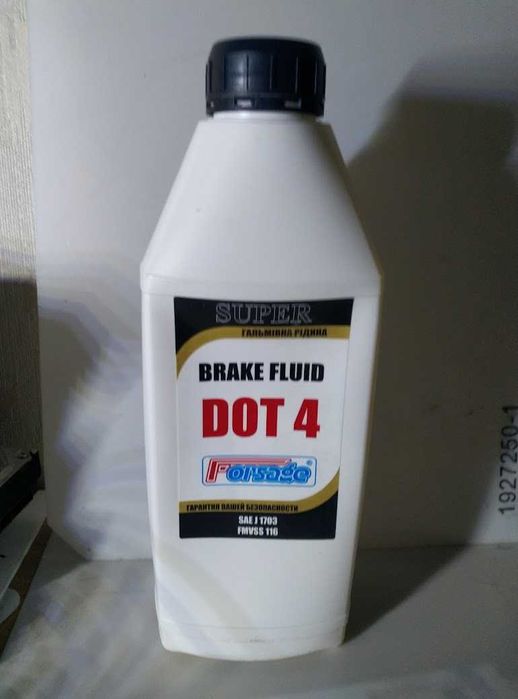 SUPER
ГАЛЬМІВНА РІДИНА
BRAKE FLUID
DOT 4
Forsage®
ГАРАНТИЯ ВАШЕЙ БЕЗОПАСНОСТИ
SAE J 1703
FMVSS 116
1927250-1